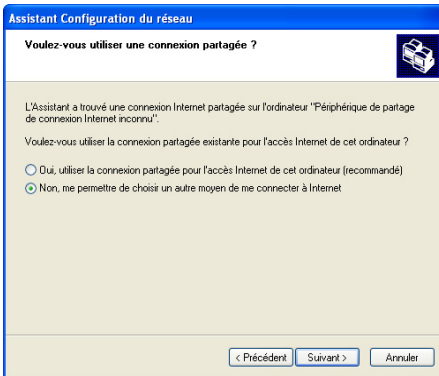 Assistant Configuration du réseau
Voulez-vous utiliser une connexion partagée ?
L'Assistant a trouvé une connexion Internet partagée sur l'ordinateur "Périphérique de partage
de connexion Internet inconnu".
Voulez-vous utiliser la connexion partagée existante pour l'accès Internet de cet ordinateur ?
Oui, utiliser la connexion partagée pour l'accès Internet de cet ordinateur (recommandé)
Non, me permettre de choisir un autre moyen de me connecter à Internet
< Précédent Suivant > Annuler